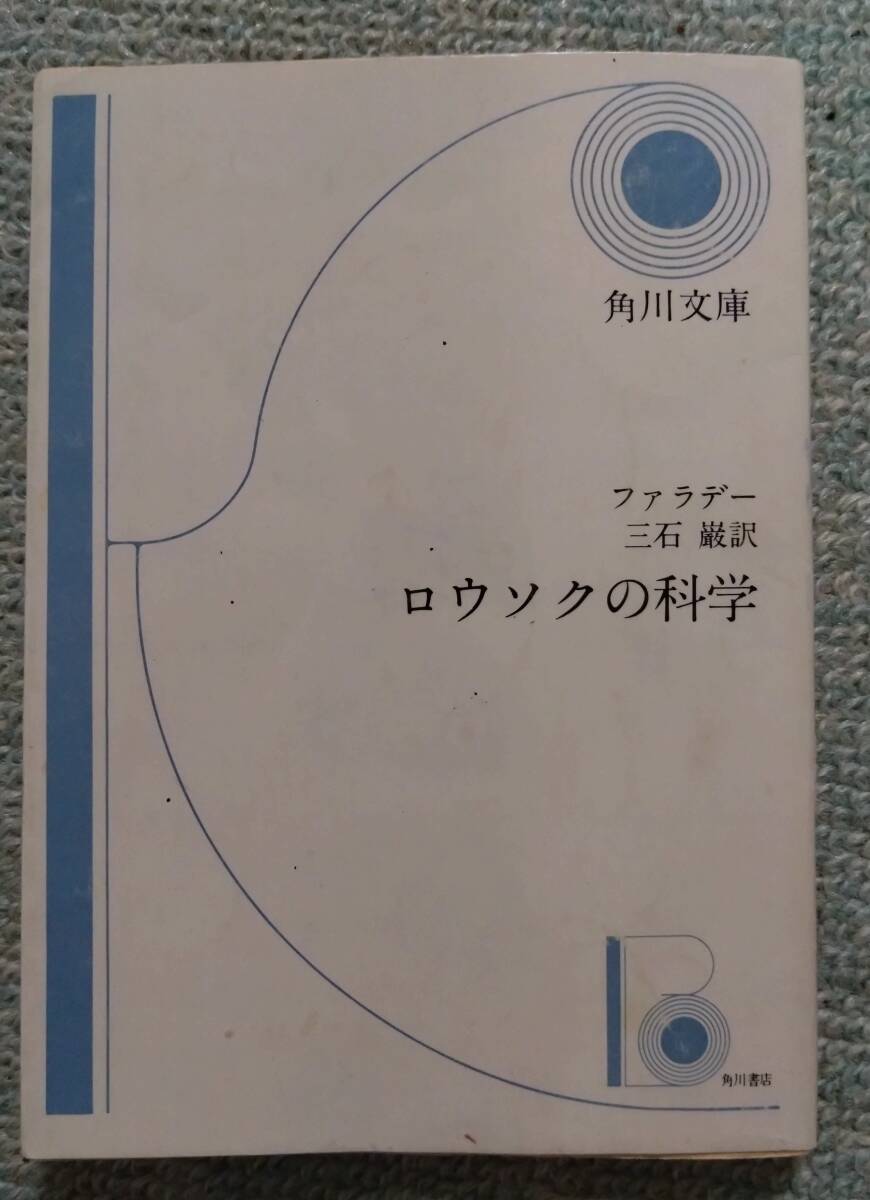 角川文庫
ファラデー
三石 巌訳
ロウソクの科学
角川書店